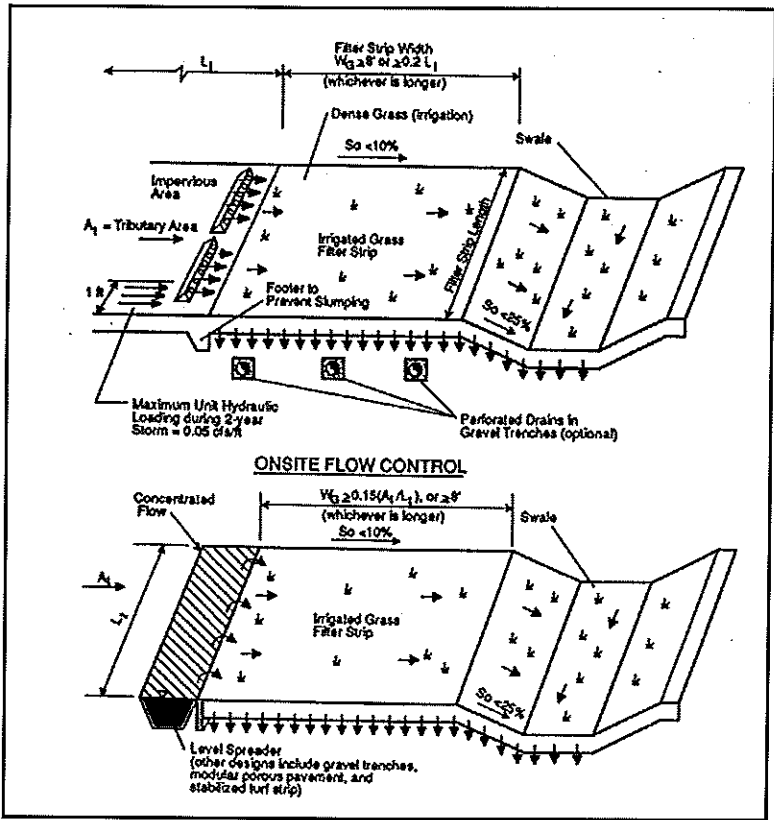 L_I
Filter Strip Width
W_G ≥8' or ≥0.2 L_I
(whichever is longer)
Dense Grass (irrigation)
So <10%
Swale
Impervious
Area
A_t = Tributary Area
Irrigated Grass
Filter Strip
Filter Strip Length
1 ft
Footer to
Prevent Slumping
So <25%
Maximum Unit Hydraulic
Loading during 2-year
Storm = 0.05 cfs/ft
Perforated Drains in
Gravel Trenches (optional)
ONSITE FLOW CONTROL
Concentrated
Flow
W_G ≥0.15(A_t/L_t), or ≥8'
(whichever is longer)
So <10%
Swale
A_t
L_t
Irrigated Grass
Filter Strip
So <25%
Level Spreader
(other designs include gravel trenches,
modular porous pavement, and
stabilized turf strip)